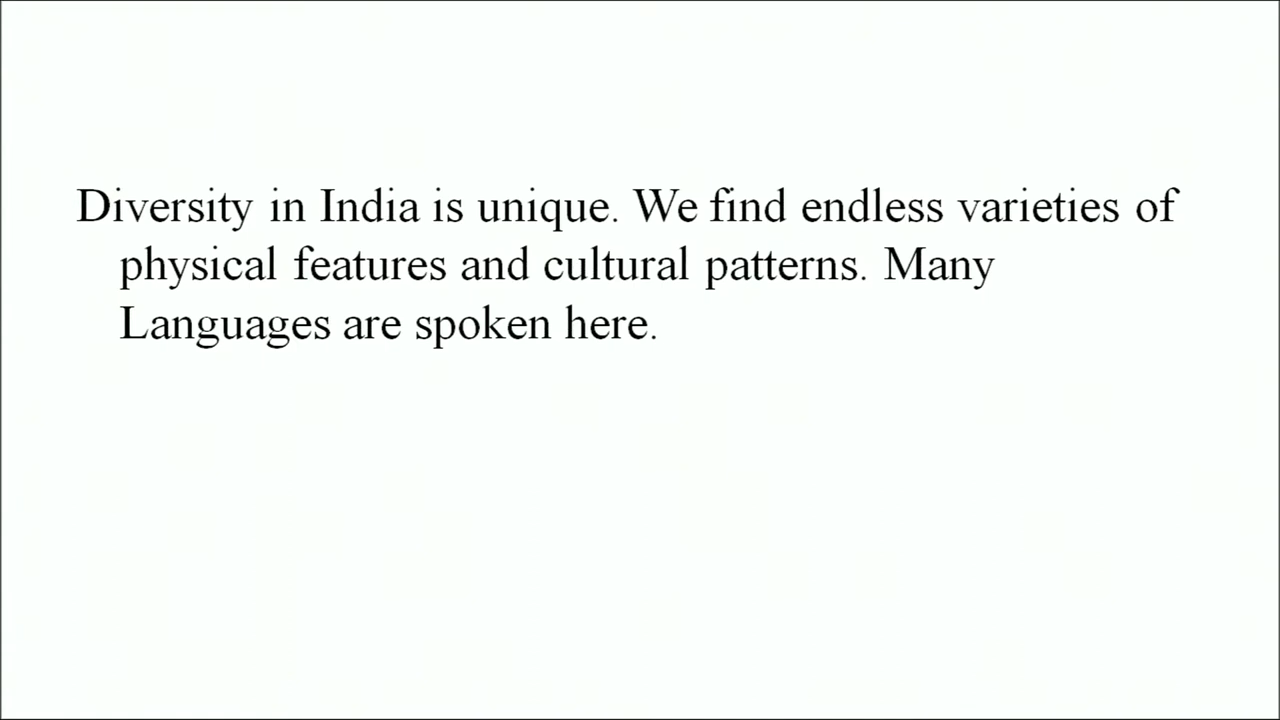 Diversity in India is unique. We find endless varieties of
physical features and cultural patterns. Many
Languages are spoken here.